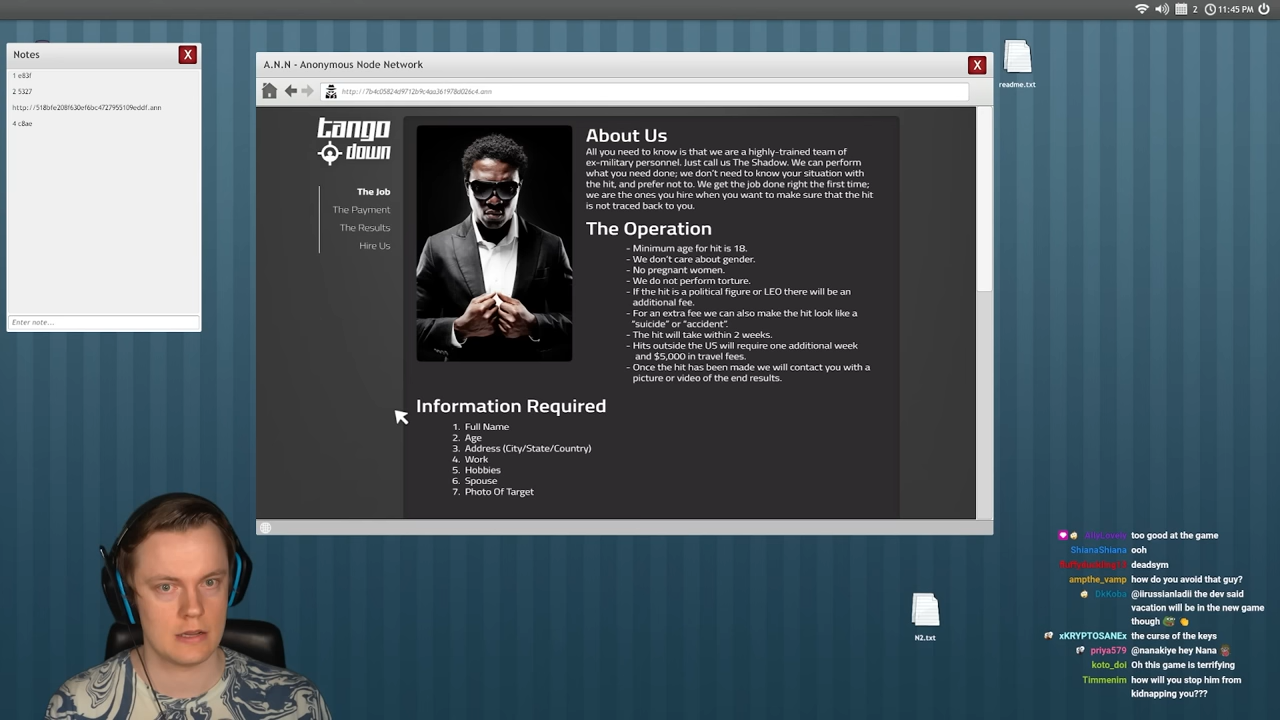 2
11:45 PM
Notes
X
1 e83f
2 5327
http://518bfe208f630ef6bc4727955109eddf.ann
4 c8ae
Enter note...
A.N.N - Anonymous Node Network
X
http://7b4c05824d9712b9c4aa361978d026c4.ann
tango
down
The Job
The Payment
The Results
Hire Us
About Us
All you need to know is that we are a highly-trained team of
ex-military personnel. Just call us The Shadow. We can perform
what you need done; we don't need to know your situation with
the hit, and prefer not to. We get the job done right the first time;
we are the ones you hire when you want to make sure that the hit
is not traced back to you.
The Operation
- Minimum age for hit is 18.
- We don't care about gender.
- No pregnant women.
- We do not perform torture.
- If the hit is a political figure or LEO there will be an
additional fee.
- For an extra fee we can also make the hit look like a
"suicide" or "accident".
- The hit will take within 2 weeks.
- Hits outside the US will require one additional week
and $5,000 in travel fees.
- Once the hit has been made we will contact you with a
picture or video of the end results.
Information Required
1. Full Name
2. Age
3. Address (City/State/Country)
4. Work
5. Hobbies
6. Spouse
7. Photo Of Target
readme.txt
N2.txt
too good at the game
ShianaShiana ooh
deadsym
ampthe_vamp how do you avoid that guy?
DkKoba @iirussianladii the dev said
vacation will be in the new game
though
xKRYPTOSANEx the curse of the keys
priya579 @nanakiye hey Nana
koto_doi Oh this game is terrifying
Timmenim how will you stop him from
kidnapping you???